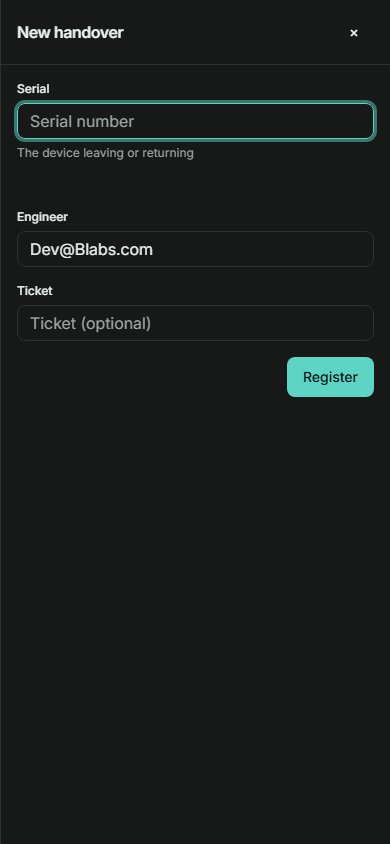 New handover
×
Serial
Serial number
The device leaving or returning
Engineer
Dev@Blabs.com
Ticket
Ticket (optional)
Register